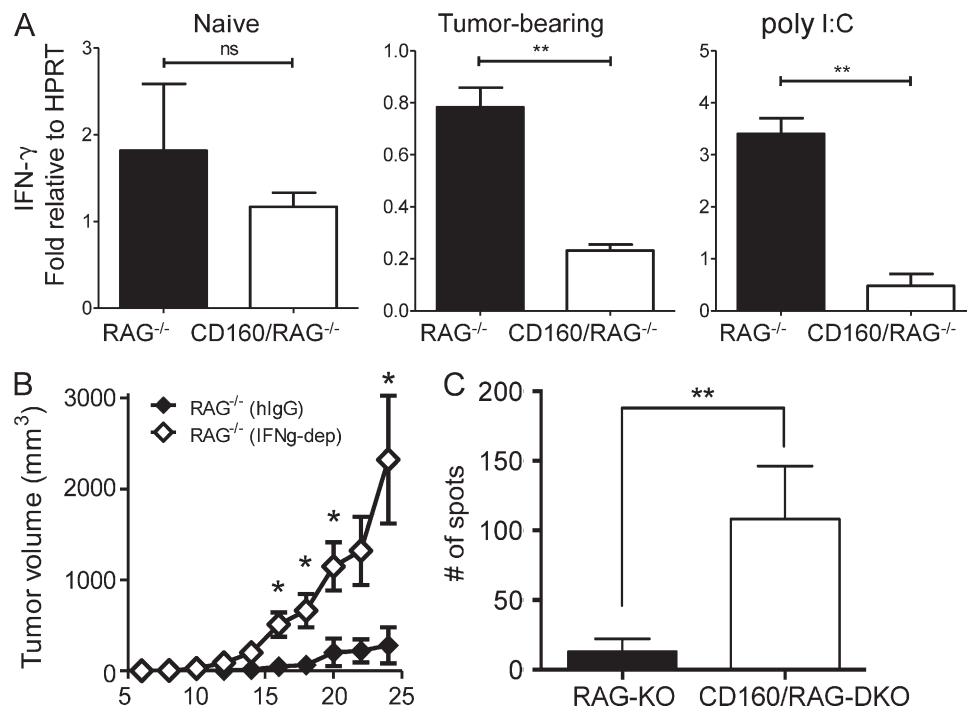 A
Naive
Tumor-bearing
poly I:C
IFN-γ
Fold relative to HPRT
3
2
1
0
ns
RAG-/-
CD160/RAG-/-
1.0
0.8
0.6
0.4
0.2
0.0
**
RAG-/-
CD160/RAG-/-
5
4
3
2
1
0
**
RAG-/-
CD160/RAG-/-
B
Tumor volume (mm3)
3000
2000
1000
0
RAG-/- (hIgG)
RAG-/- (IFNg-dep)
*
*
*
*
5
10
15
20
25
C
# of spots
200
150
100
50
0
**
RAG-KO
CD160/RAG-DKO